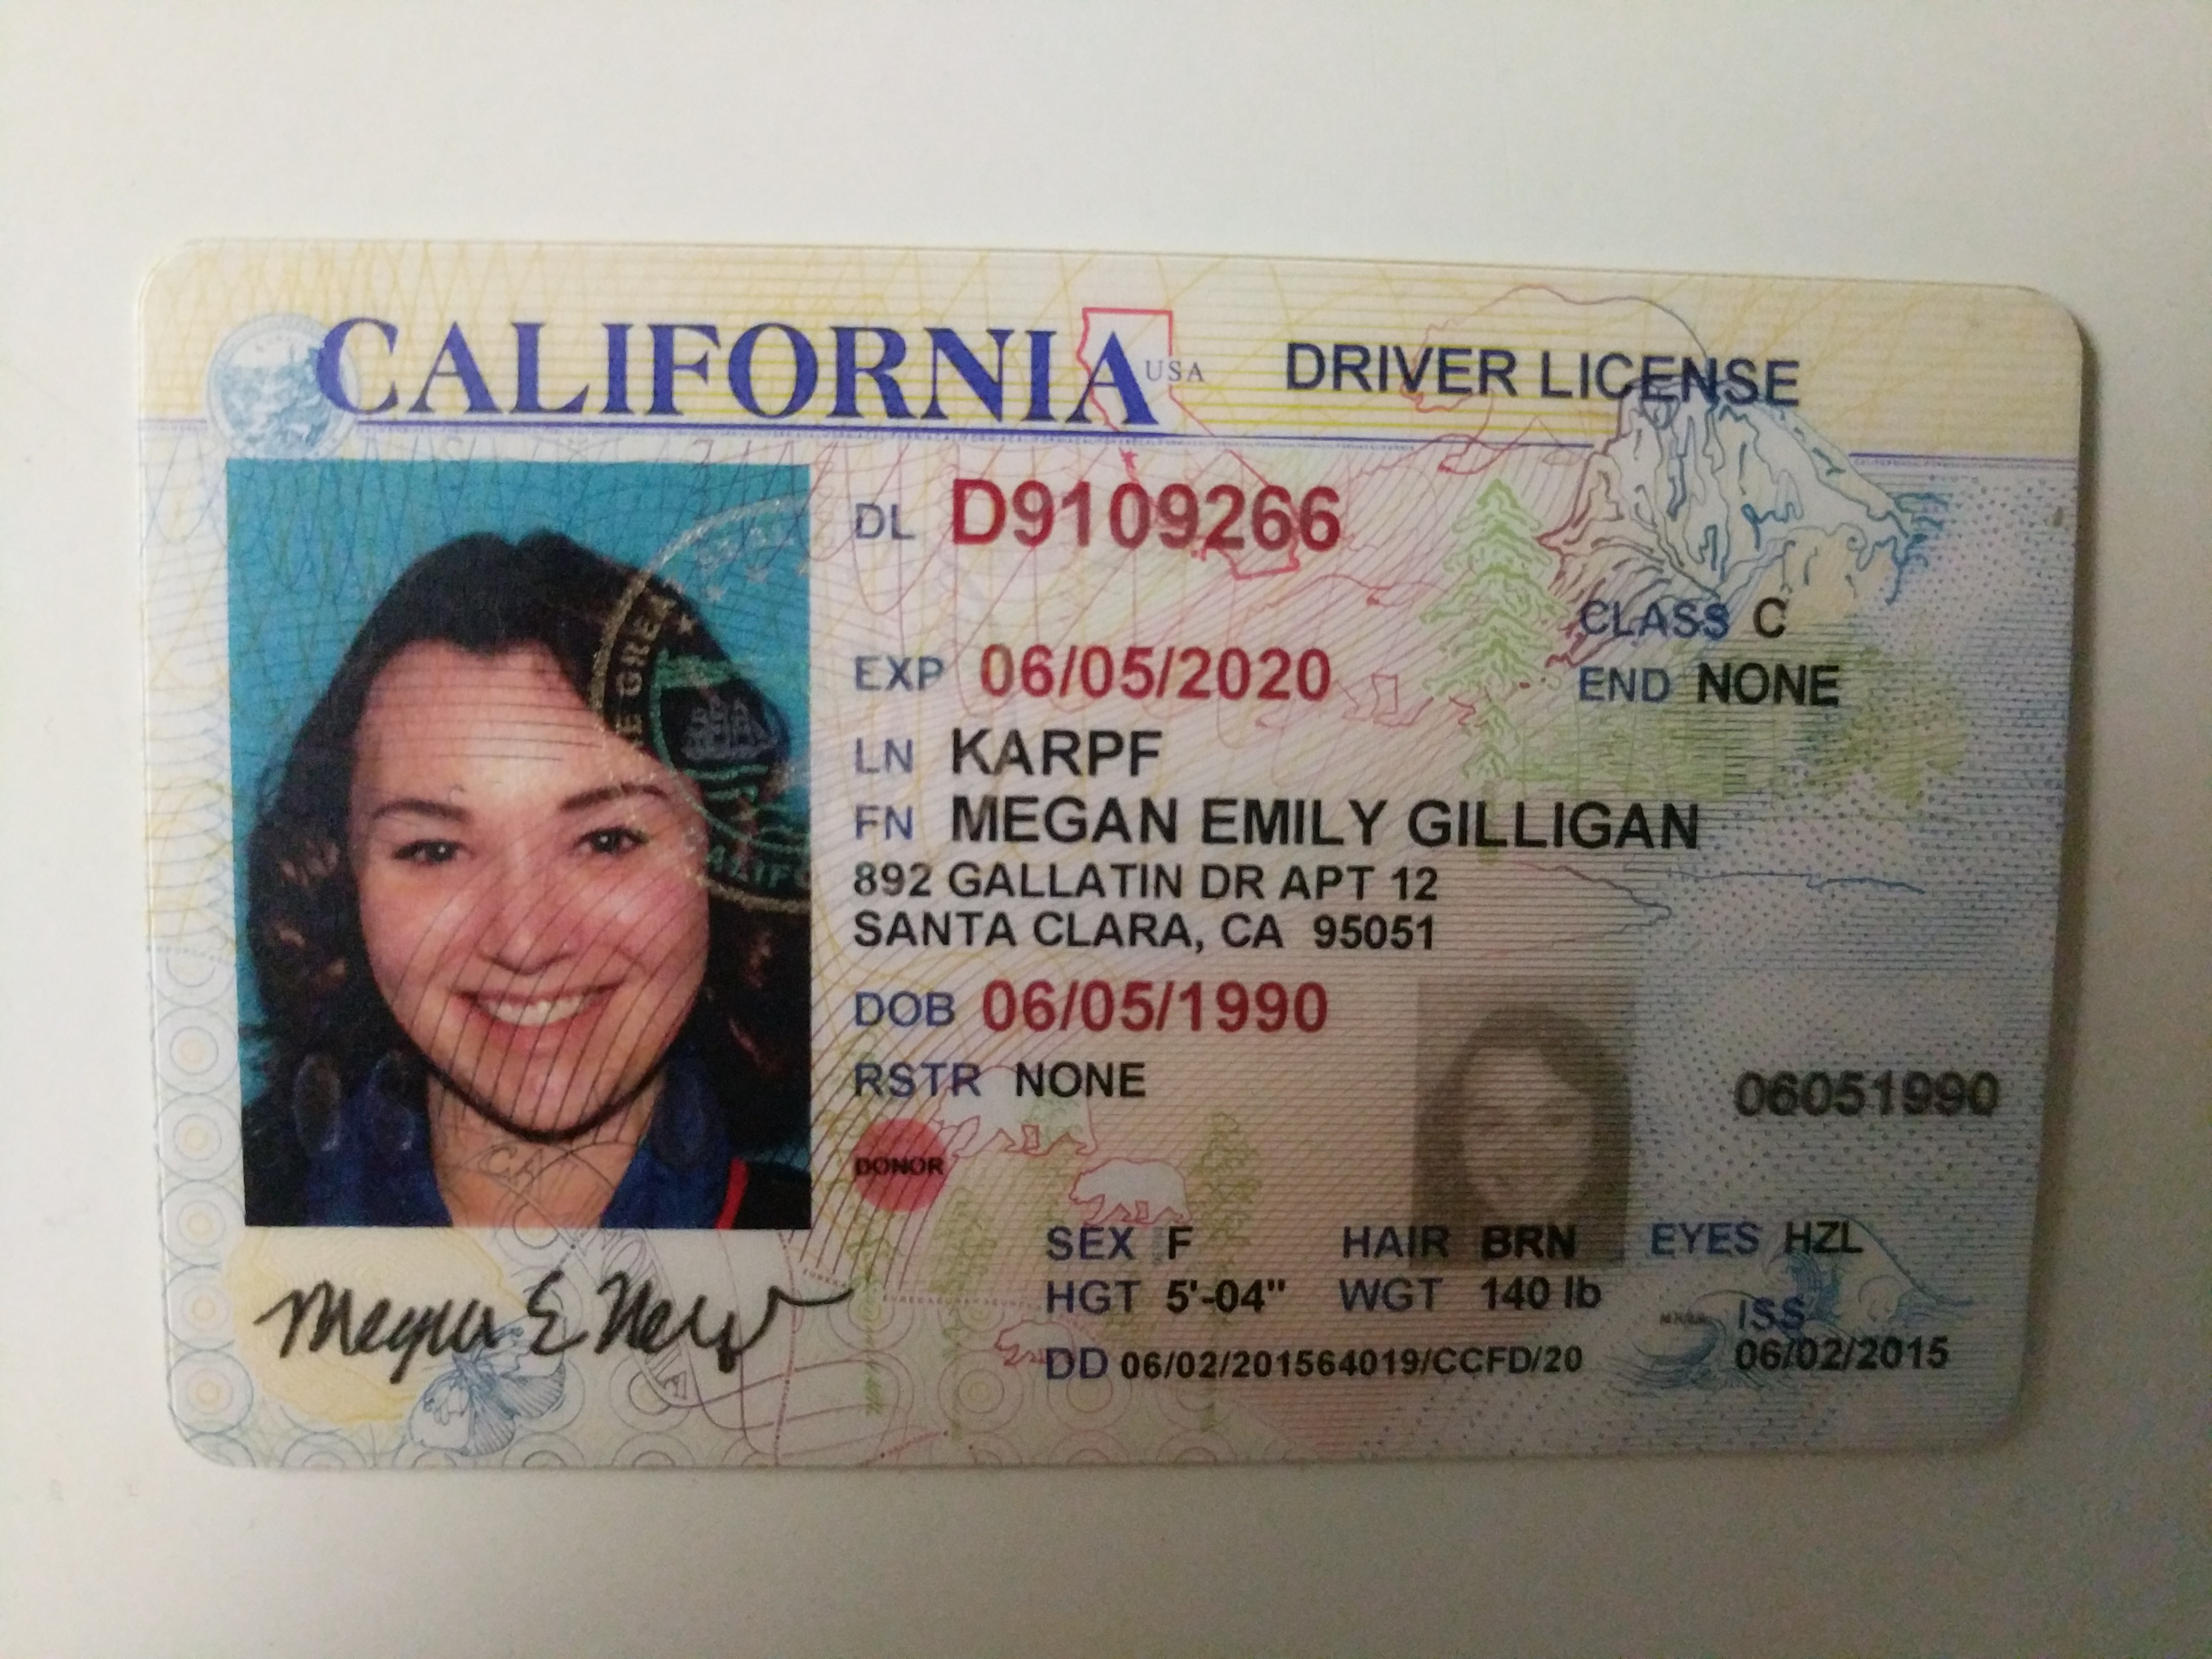 CALIFORNIA USA DRIVER LICENSE
DL D9109266
CLASS C
EXP 06/05/2020
END NONE
LN KARPF
FN MEGAN EMILY GILLIGAN
892 GALLATIN DR APT 12
SANTA CLARA, CA 95051
DOB 06/05/1990
RSTR NONE
06051990
DONOR
SEX F HAIR BRN EYES HZL
HGT 5'-04" WGT 140 lb
ISS
DD 06/02/201564019/CCFD/20
06/02/2015
Megan E